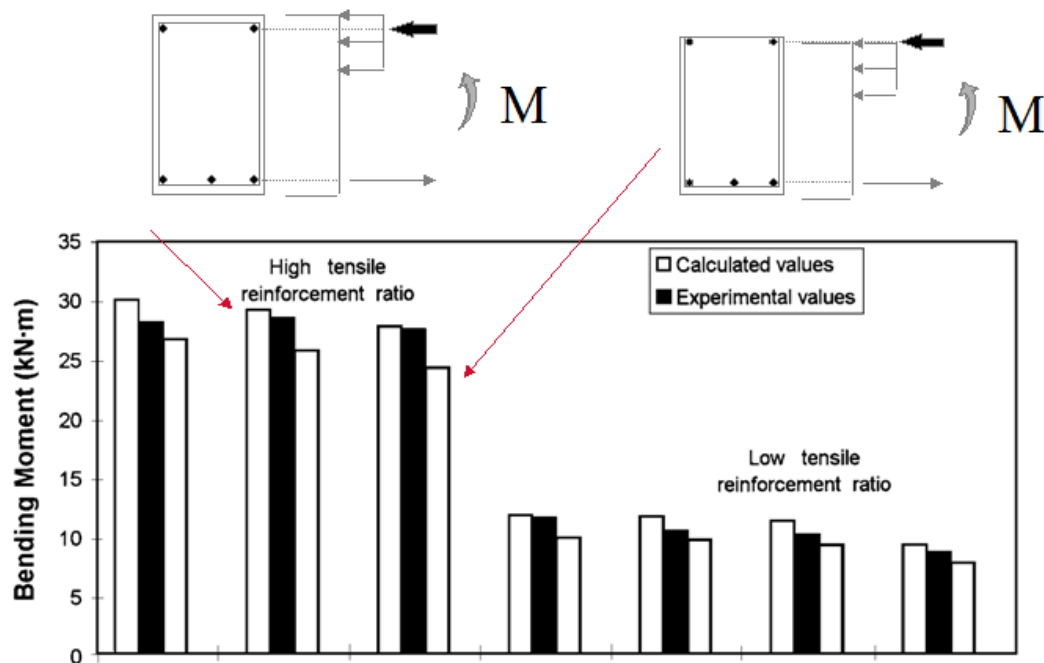 M
M
35
30
25
20
15
10
5
0
Bending Moment (kN·m)
High tensile
reinforcement ratio
Calculated values
Experimental values
Low tensile
reinforcement ratio